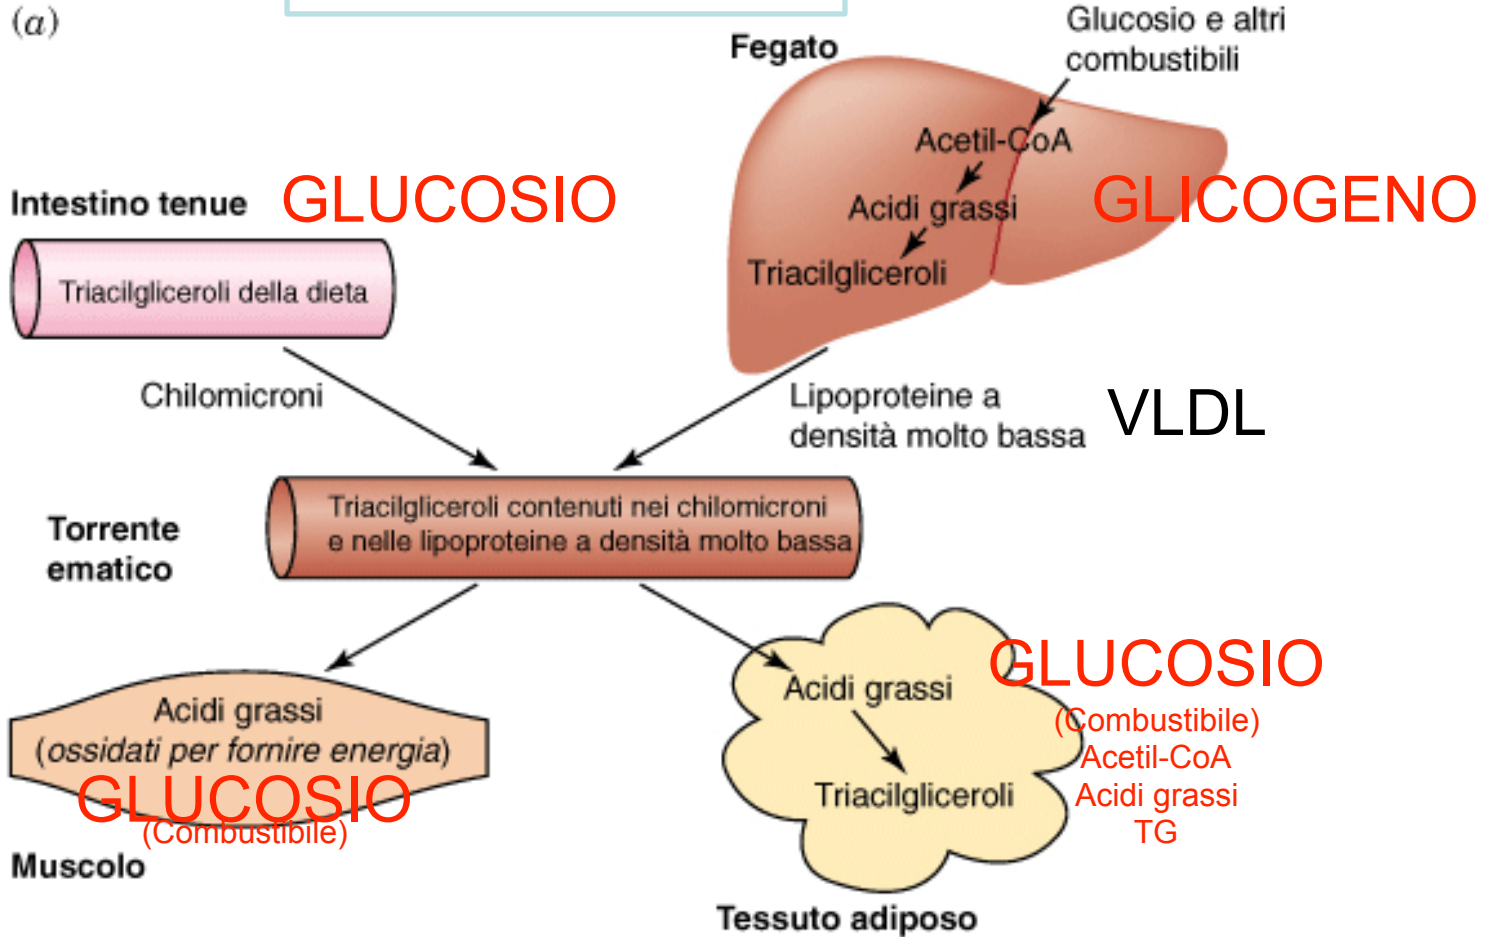 (a)
Fegato
Glucosio e altri
combustibili
Acetil-CoA
Acidi grassi
Triacilgliceroli
GLICOGENO
Intestino tenue
GLUCOSIO
Triacilgliceroli della dieta
Chilomicroni
Lipoproteine a
densità molto bassa
VLDL
Torrente
ematico
Triacilgliceroli contenuti nei chilomicroni
e nelle lipoproteine a densità molto bassa
Acidi grassi
(ossidati per fornire energia)
GLUCOSIO
(Combustibile)
Muscolo
Acidi grassi
Triacilgliceroli
GLUCOSIO
(Combustibile)
Acetil-CoA
Acidi grassi
TG
Tessuto adiposo